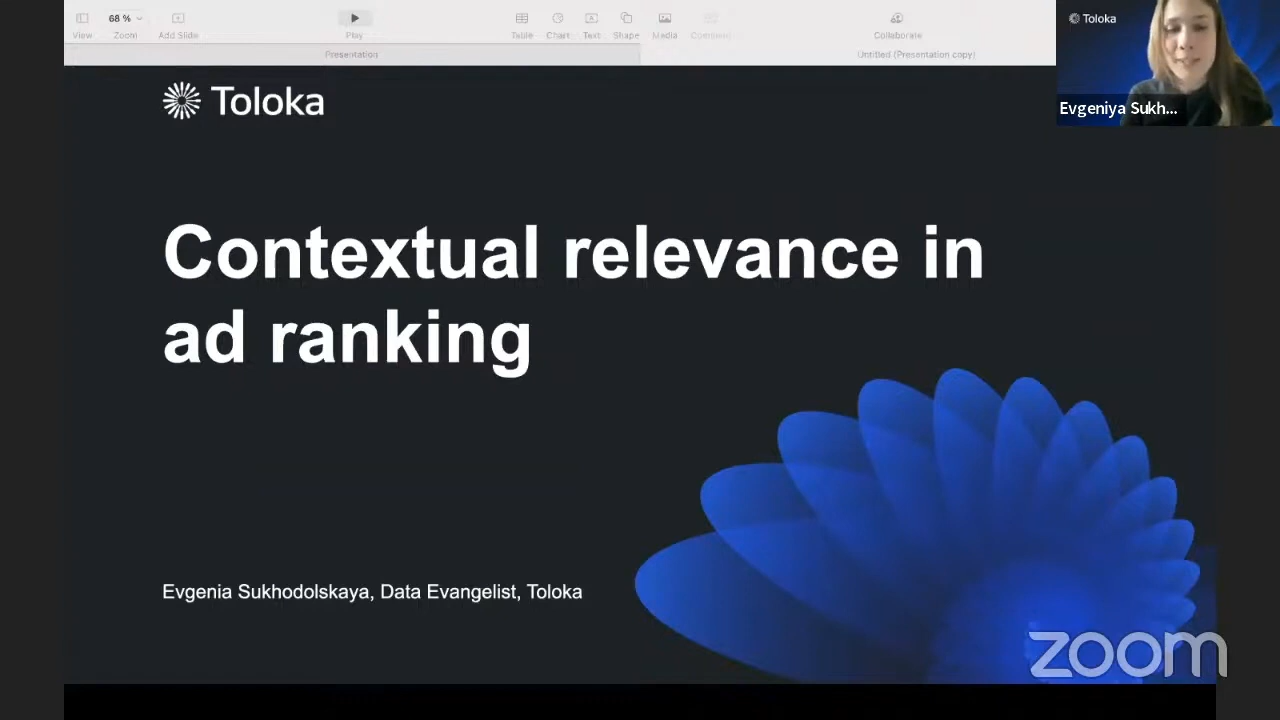 68 %
View
Zoom
Add Slide
Play
Table
Chart
Text
Shape
Media
Comment
Collaborate
Presentation
Untitled (Presentation copy)
Toloka
Evgeniya Sukh...
Toloka
Contextual relevance in
ad ranking
Evgenia Sukhodolskaya, Data Evangelist, Toloka
zoom